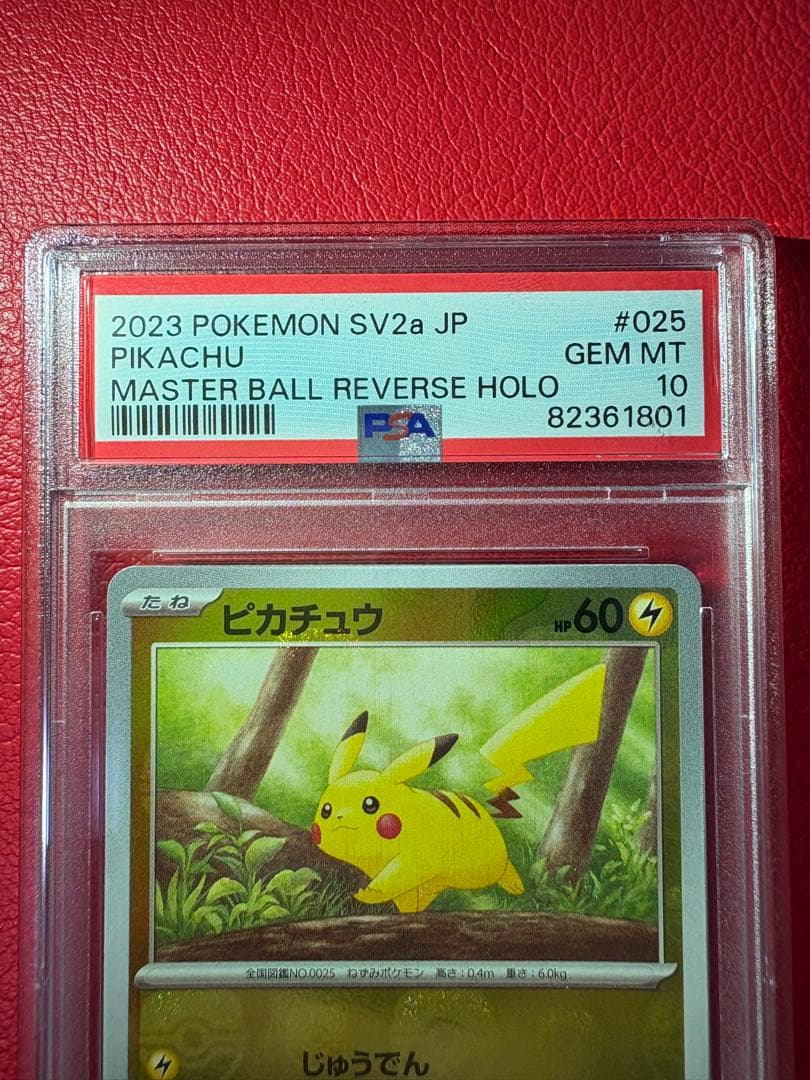 2023 POKEMON SV2a JP #025
PIKACHU GEM MT
MASTER BALL REVERSE HOLO 10
PSA 82361801
たね ピカチュウ HP60
全国図鑑NO.0025 ねずみポケモン 高さ:0.4m 重さ:6.0kg
じゅうでん